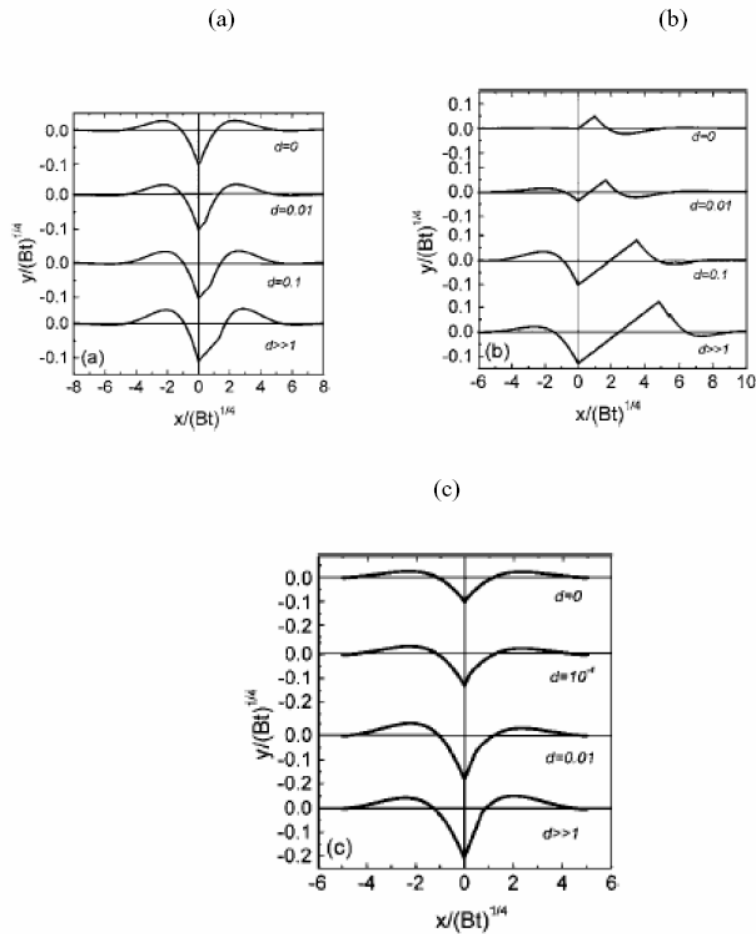 (a)
(b)
0.0
d=0
-0.1
0.0
d=0.01
-0.1
0.0
d=0.1
-0.1
0.0
d>>1
-0.1
(a)
-8 -6 -4 -2 0 2 4 6 8
y/(Bt)^{1/4}
x/(Bt)^{1/4}
0.1
0.0
d=0
-0.1
0.1
0.0
d=0.01
-0.1
0.1
0.0
d=0.1
-0.1
0.1
0.0
d>>1
-0.1
(b)
-6 -4 -2 0 2 4 6 8 10
y/(Bt)^{1/4}
x/(Bt)^{1/4}
(c)
0.0
-0.1
d=0
-0.2
0.0
-0.1
d=10^{-4}
-0.2
0.0
-0.1
d=0.01
-0.2
0.0
-0.1
d>>1
-0.2
(c)
-6 -4 -2 0 2 4 6
y/(Bt)^{1/4}
x/(Bt)^{1/4}